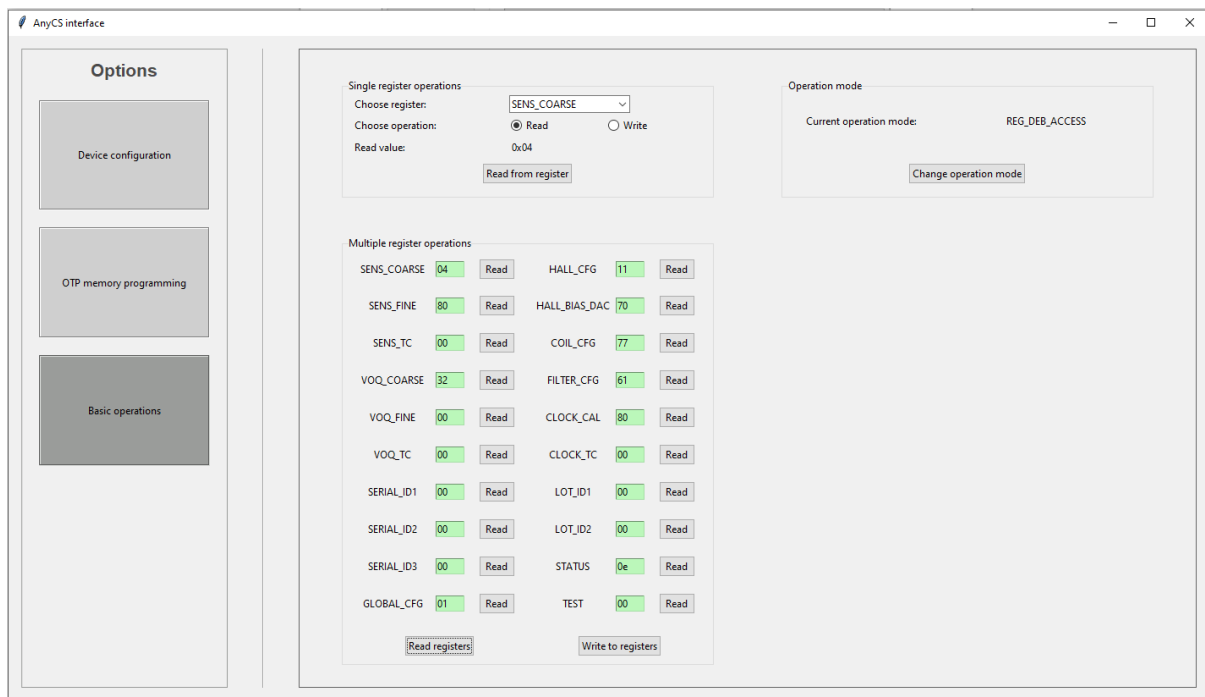 AnyCS interface
Options
Device configuration
OTP memory programming
Basic operations
Single register operations
Choose register: SENS_COARSE
Choose operation: Read Write
Read value: 0x04
Read from register
Operation mode
Current operation mode: REG_DEB_ACCESS
Change operation mode
Multiple register operations
SENS_COARSE 04 Read HALL_CFG 11 Read
SENS_FINE 80 Read HALL_BIAS_DAC 70 Read
SENS_TC 00 Read COIL_CFG 77 Read
VOQ_COARSE 32 Read FILTER_CFG 61 Read
VOQ_FINE 00 Read CLOCK_CAL 80 Read
VOQ_TC 00 Read CLOCK_TC 00 Read
SERIAL_ID1 00 Read LOT_ID1 00 Read
SERIAL_ID2 00 Read LOT_ID2 00 Read
SERIAL_ID3 00 Read STATUS 0e Read
GLOBAL_CFG 01 Read TEST 00 Read
Read registers Write to registers